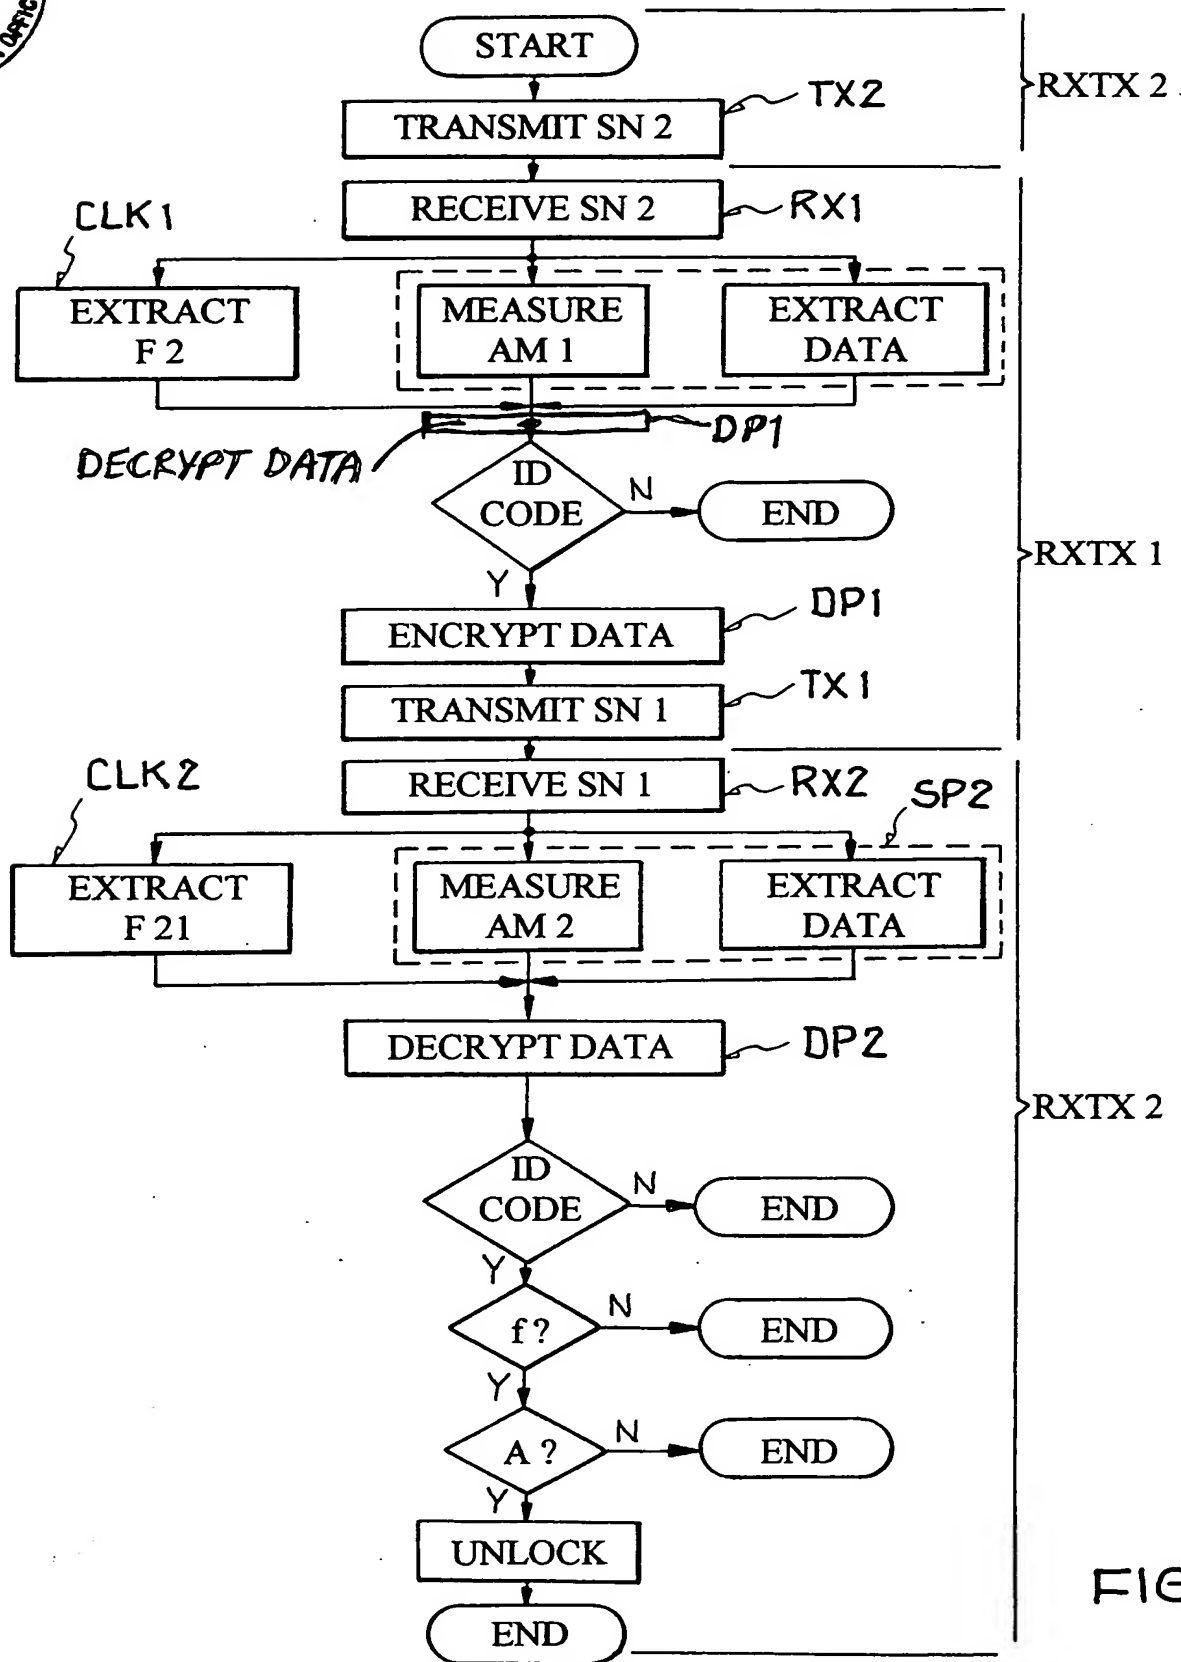 START
RXTX 2
TX2
TRANSMIT SN 2
RECEIVE SN 2
RX1
CLK1
EXTRACT
F 2
MEASURE
AM 1
EXTRACT
DATA
DP1
DECRYPT DATA
ID
CODE
N
END
RXTX 1
Y
DP1
ENCRYPT DATA
TX1
TRANSMIT SN 1
RECEIVE SN 1
RX2
CLK2
SP2
EXTRACT
F 21
MEASURE
AM 2
EXTRACT
DATA
DECRYPT DATA
DP2
RXTX 2
ID
CODE
N
END
Y
f ?
N
END
Y
A ?
N
END
Y
UNLOCK
END